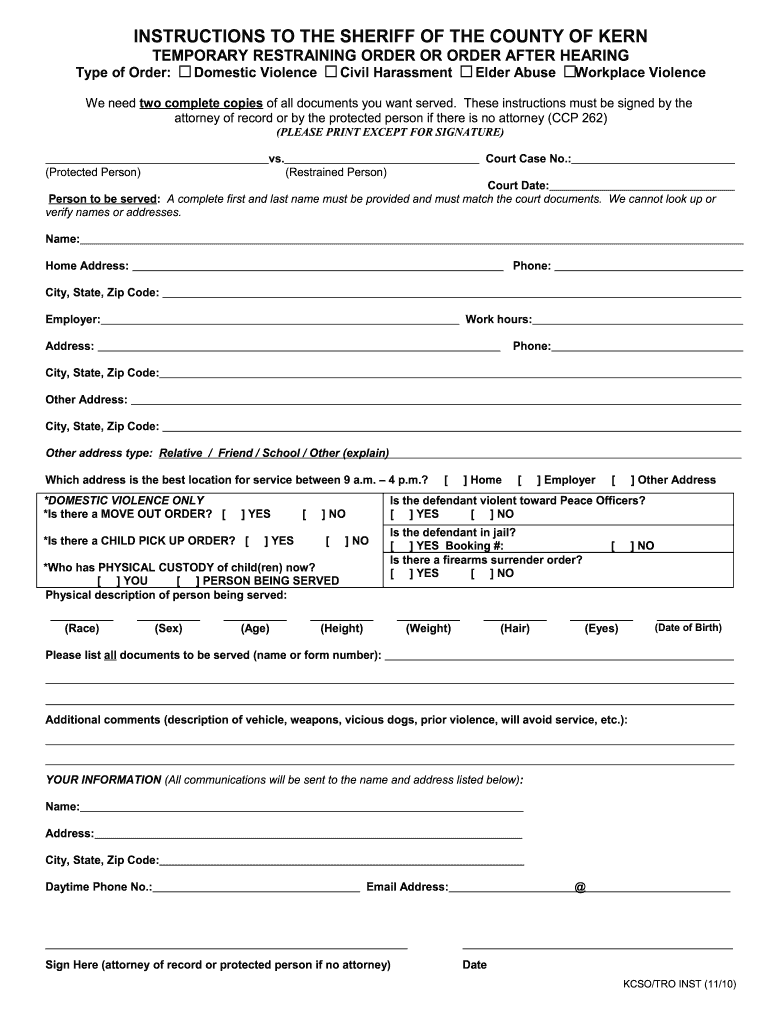 INSTRUCTIONS TO THE SHERIFF OF THE COUNTY OF KERN
TEMPORARY RESTRAINING ORDER OR ORDER AFTER HEARING
Type of Order: ☐ Domestic Violence ☐ Civil Harassment ☐ Elder Abuse ☐Workplace Violence
We need two complete copies of all documents you want served. These instructions must be signed by the
attorney of record or by the protected person if there is no attorney (CCP 262)
(PLEASE PRINT EXCEPT FOR SIGNATURE)
vs. Court Case No.:
(Protected Person) (Restrained Person)
Court Date:
Person to be served: A complete first and last name must be provided and must match the court documents. We cannot look up or
verify names or addresses.
Name:
Home Address: Phone:
City, State, Zip Code:
Employer: Work hours:
Address: Phone:
City, State, Zip Code:
Other Address:
City, State, Zip Code:
Other address type: Relative / Friend / School / Other (explain)
Which address is the best location for service between 9 a.m. – 4 p.m.? [ ] Home [ ] Employer [ ] Other Address
*DOMESTIC VIOLENCE ONLY
*Is there a MOVE OUT ORDER? [ ] YES [ ] NO
*Is there a CHILD PICK UP ORDER? [ ] YES [ ] NO
*Who has PHYSICAL CUSTODY of child(ren) now?
[ ] YOU [ ] PERSON BEING SERVED
Is the defendant violent toward Peace Officers?
[ ] YES [ ] NO
Is the defendant in jail?
[ ] YES Booking #: [ ] NO
Is there a firearms surrender order?
[ ] YES [ ] NO
Physical description of person being served:
(Race) (Sex) (Age) (Height) (Weight) (Hair) (Eyes) (Date of Birth)
Please list all documents to be served (name or form number):
Additional comments (description of vehicle, weapons, vicious dogs, prior violence, will avoid service, etc.):
YOUR INFORMATION (All communications will be sent to the name and address listed below):
Name:
Address:
City, State, Zip Code:
Daytime Phone No.: Email Address: @
Sign Here (attorney of record or protected person if no attorney) Date
KCSO/TRO INST (11/10)